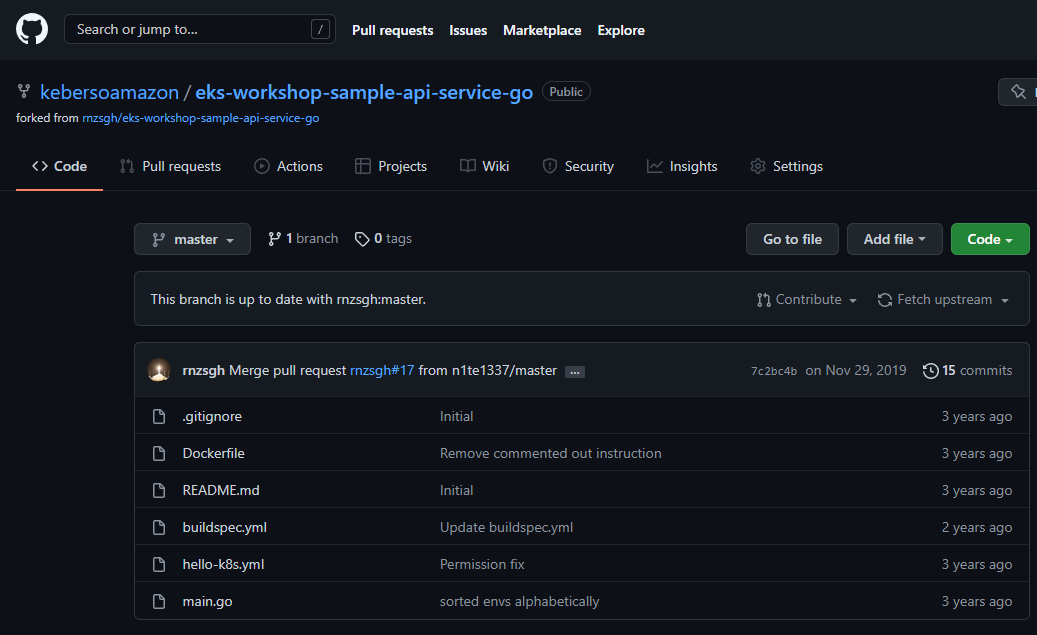 Search or jump to... /
Pull requests Issues Marketplace Explore
kebersoamazon / eks-workshop-sample-api-service-go Public
forked from rnzsgh/eks-workshop-sample-api-service-go
Code Pull requests Actions Projects Wiki Security Insights Settings
master 1 branch 0 tags Go to file Add file Code
This branch is up to date with rnzsgh:master. Contribute Fetch upstream
rnzsgh Merge pull request rnzsgh#17 from n1te1337/master ... 7c2bc4b on Nov 29, 2019 15 commits
.gitignore Initial 3 years ago
Dockerfile Remove commented out instruction 3 years ago
README.md Initial 3 years ago
buildspec.yml Update buildspec.yml 2 years ago
hello-k8s.yml Permission fix 3 years ago
main.go sorted envs alphabetically 3 years ago